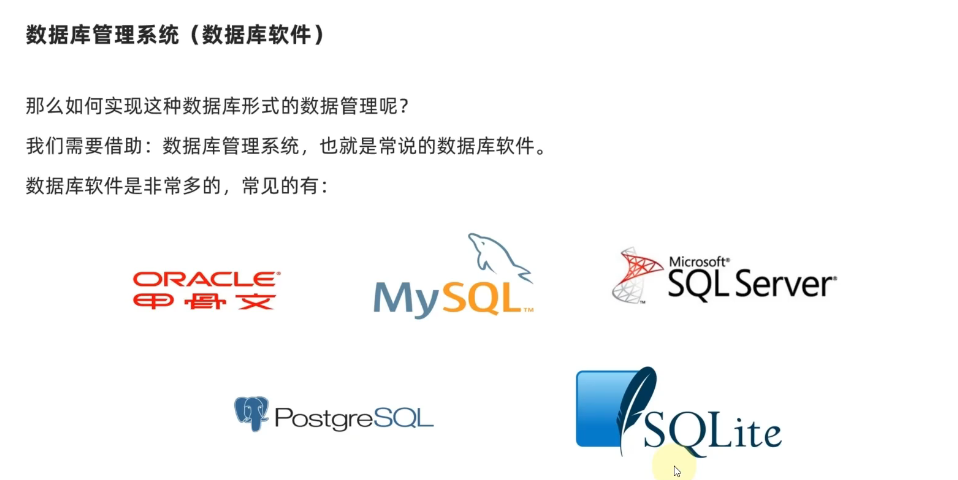 数据库管理系统（数据库软件）
那么如何实现这种数据库形式的数据管理呢？
我们需要借助：数据库管理系统，也就是常说的数据库软件。
数据库软件是非常多的，常见的有：
ORACLE®
甲骨文
MySQL™
Microsoft®
SQL Server®
PostgreSQL
SQLite